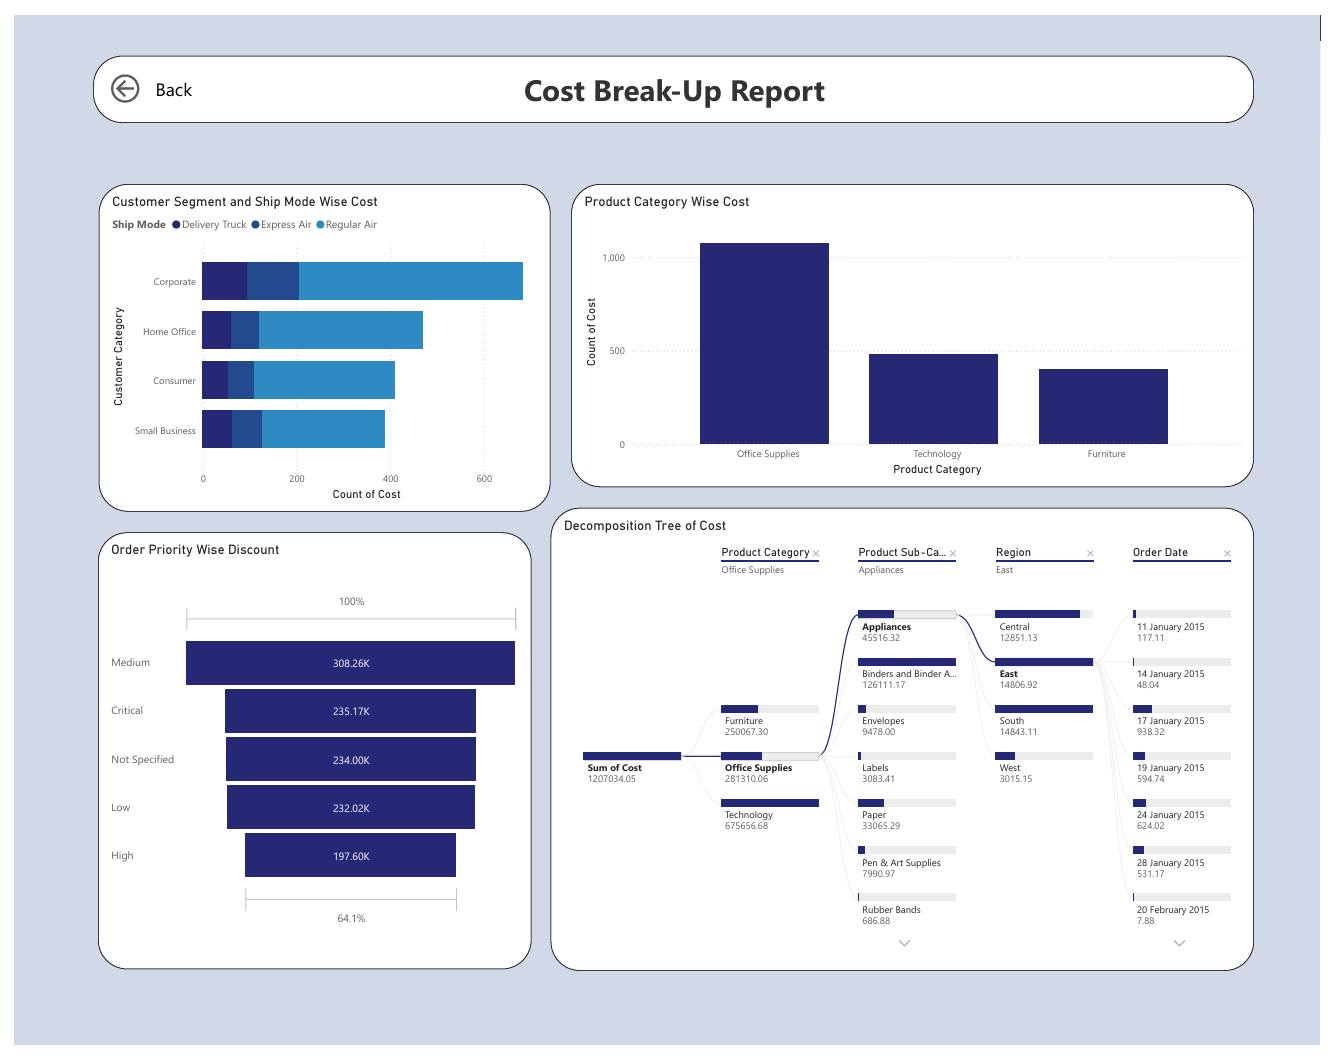 Back
Cost Break-Up Report
Customer Segment and Ship Mode Wise Cost
Ship Mode Delivery Truck Express Air Regular Air
Customer Category
Corporate
Home Office
Consumer
Small Business
0 200 400 600
Count of Cost
Product Category Wise Cost
Count of Cost
1,000
500
0
Office Supplies Technology Furniture
Product Category
Order Priority Wise Discount
100%
Medium 308.26K
Critical 235.17K
Not Specified 234.00K
Low 232.02K
High 197.60K
64.1%
Decomposition Tree of Cost
Product Category Product Sub-Ca... Region Order Date
Office Supplies Appliances East
Sum of Cost
1207034.05
Furniture
250067.30
Office Supplies
281310.06
Technology
675656.68
Appliances
45516.32
Binders and Binder A...
126111.17
Envelopes
9478.00
Labels
3083.41
Paper
33065.29
Pen & Art Supplies
7990.97
Rubber Bands
686.88
Central
12851.13
East
14806.92
South
14843.11
West
3015.15
11 January 2015
117.11
14 January 2015
48.04
17 January 2015
938.32
19 January 2015
594.74
24 January 2015
624.02
28 January 2015
531.17
20 February 2015
7.88